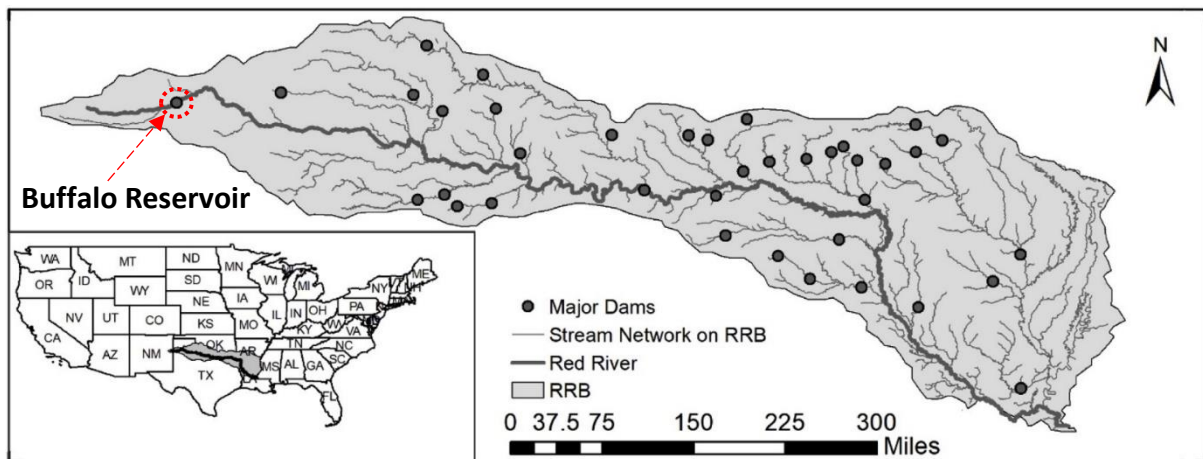 N
Buffalo Reservoir
WA
MT
ND
MN
ME
OR
ID
SD
WI
MI
NY
VT
NH
WY
NE
IA
PA
NV
UT
CO
KS
MO
IL
IN
OH
WV
VA
KY
CA
AZ
NM
OK
AR
TN
NC
SC
TX
MS
AL
GA
FL
Major Dams
Stream Network on RRB
Red River
RRB
0 37.5 75 150 225 300
Miles